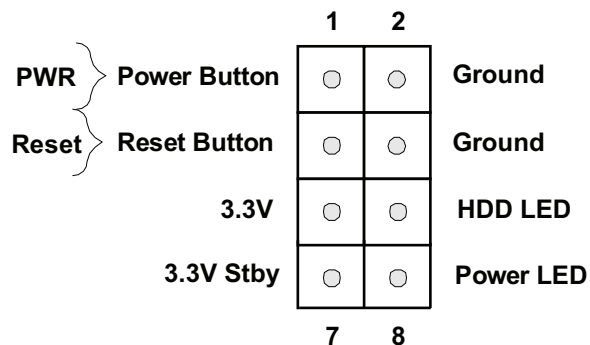 1 2
PWR Power Button Ground
Reset Reset Button Ground
3.3V HDD LED
3.3V Stby Power LED
7 8